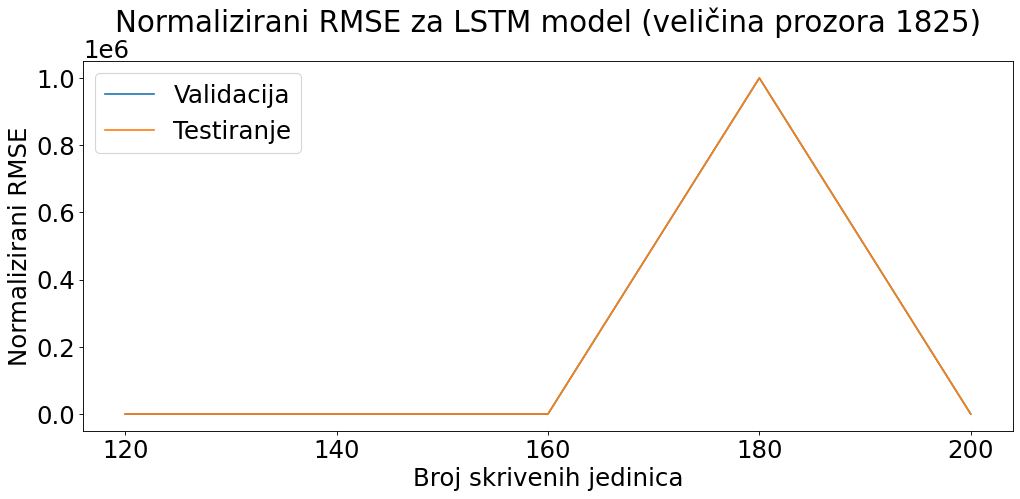 Normalizirani RMSE za LSTM model (veličina prozora 1825)
1e6
Validacija
Testiranje
Normalizirani RMSE
1.0
0.8
0.6
0.4
0.2
0.0
120 140 160 180 200
Broj skrivenih jedinica